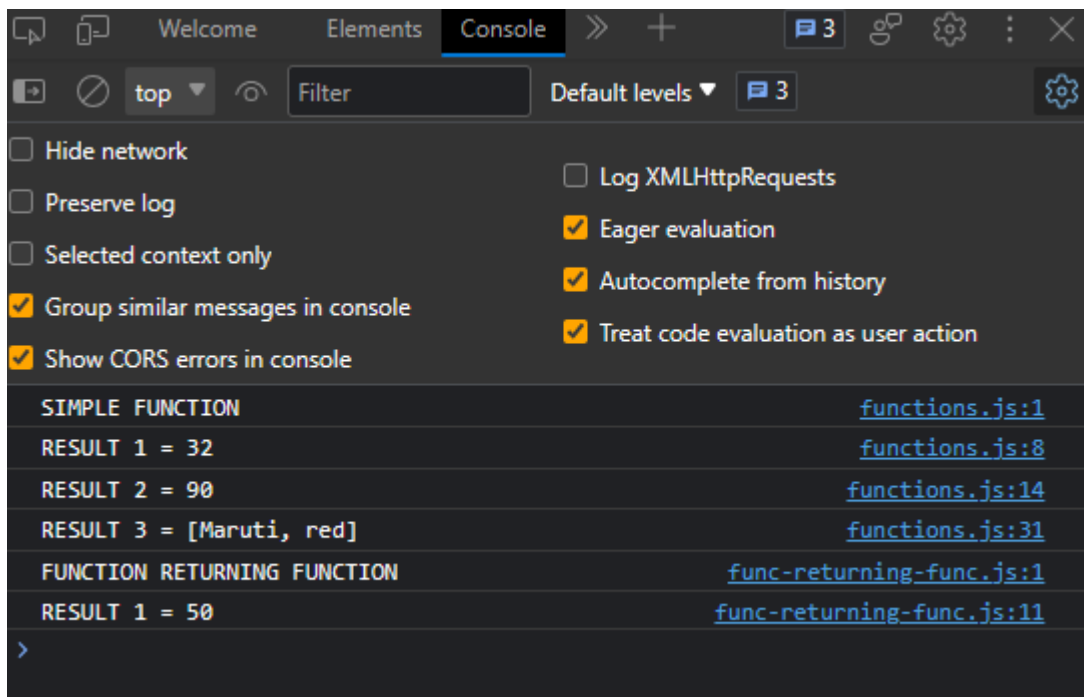 Welcome Elements Console 3
top Filter Default levels 3
Hide network
Preserve log
Selected context only
Group similar messages in console
Show CORS errors in console
Log XMLHttpRequests
Eager evaluation
Autocomplete from history
Treat code evaluation as user action
SIMPLE FUNCTION functions.js:1
RESULT 1 = 32 functions.js:8
RESULT 2 = 90 functions.js:14
RESULT 3 = [Maruti, red] functions.js:31
FUNCTION RETURNING FUNCTION func-returning-func.js:1
RESULT 1 = 50 func-returning-func.js:11